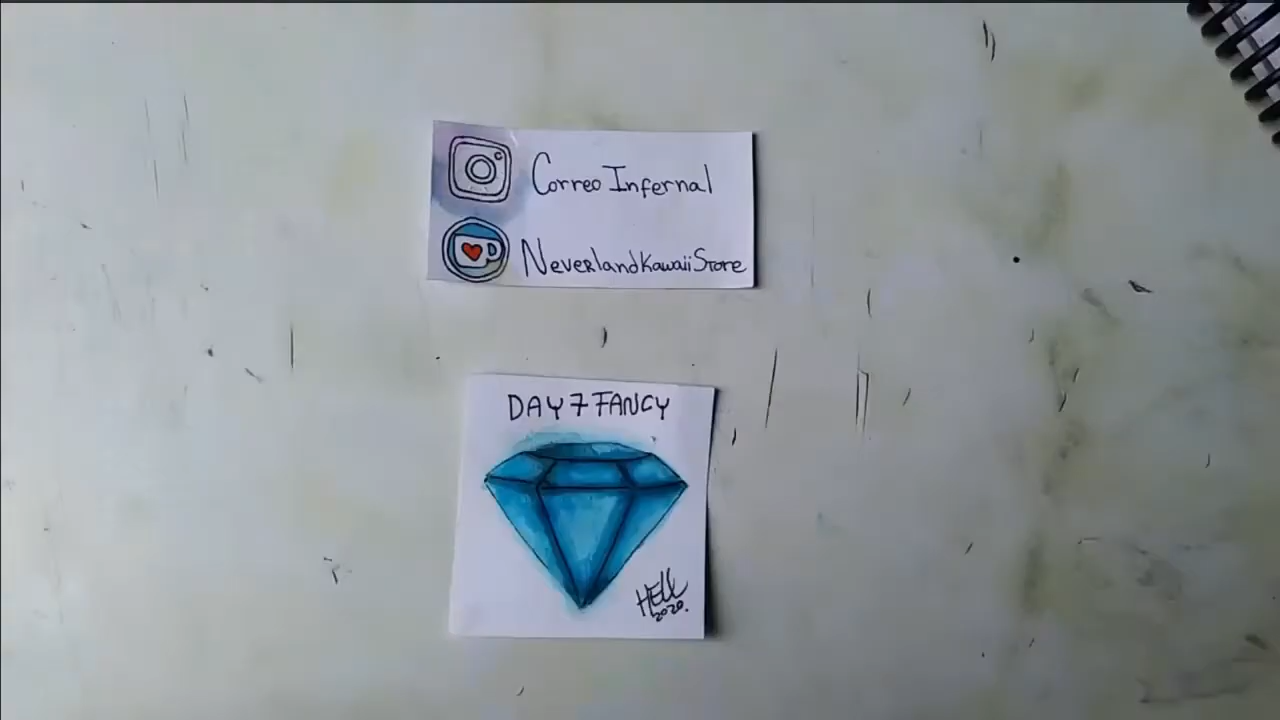 Correo Infernal
NeverlandKawaiiStore
DAY 7 FANCY
HELL
2020.